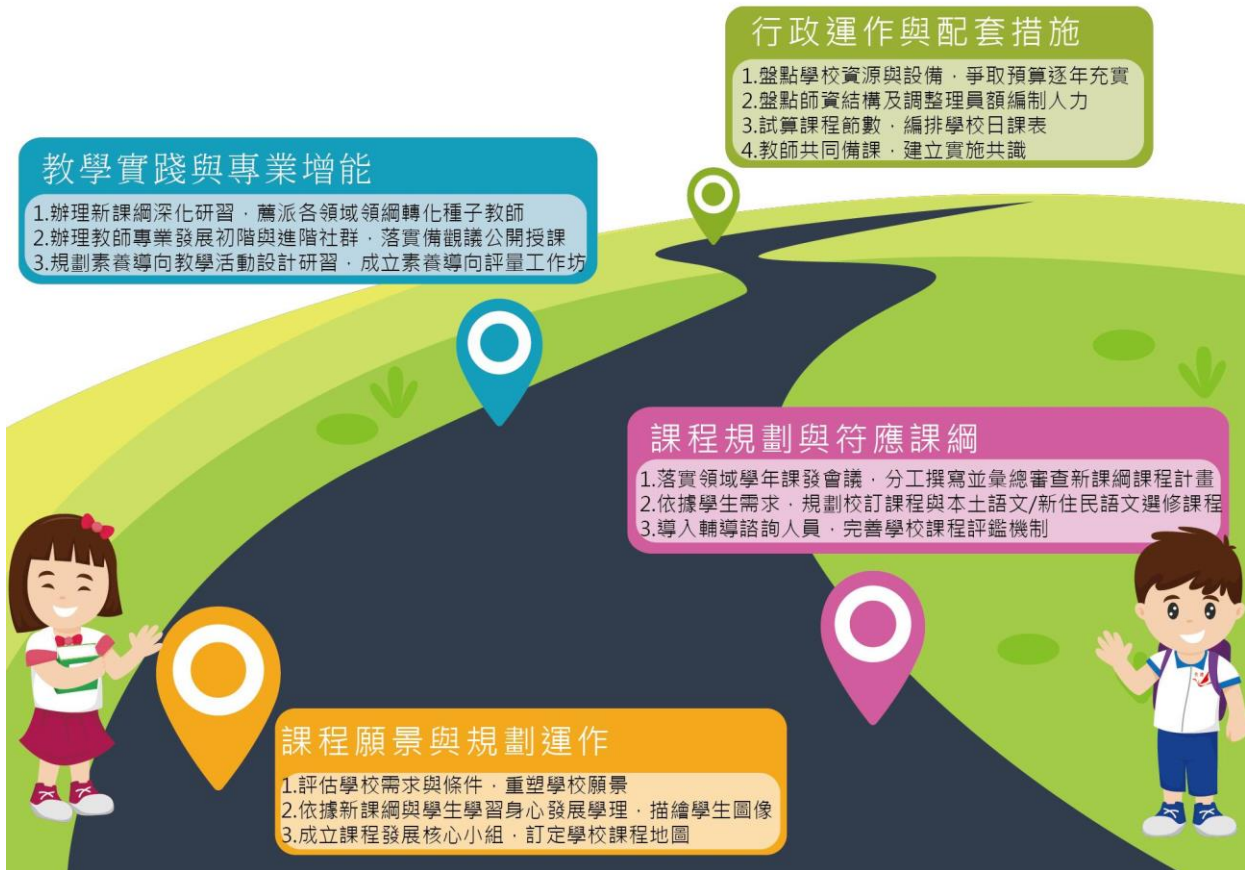 行政運作與配套措施
1.盤點學校資源與設備，爭取預算逐年充實
2.盤點師資結構及調整理員額編制人力
3.試算課程節數，編排學校日課表
4.教師共同備課，建立實施共識
教學實踐與專業增能
1.辦理新課綱深化研習，薦派各領域領綱轉化種子教師
2.辦理教師專業發展初階與進階社群，落實備觀議公開授課
3.規劃素養導向教學活動設計研習，成立素養導向評量工作坊
課程規劃與符應課綱
1.落實領域學年課發會議，分工撰寫並彙總審查新課綱課程計畫
2.依據學生需求，規劃校訂課程與本土語文/新住民語文選修課程
3.導入輔導諮詢人員，完善學校課程評鑑機制
課程願景與規劃運作
1.評估學校需求與條件，重塑學校願景
2.依據新課綱與學生學習身心發展學理，描繪學生圖像
3.成立課程發展核心小組，訂定學校課程地圖